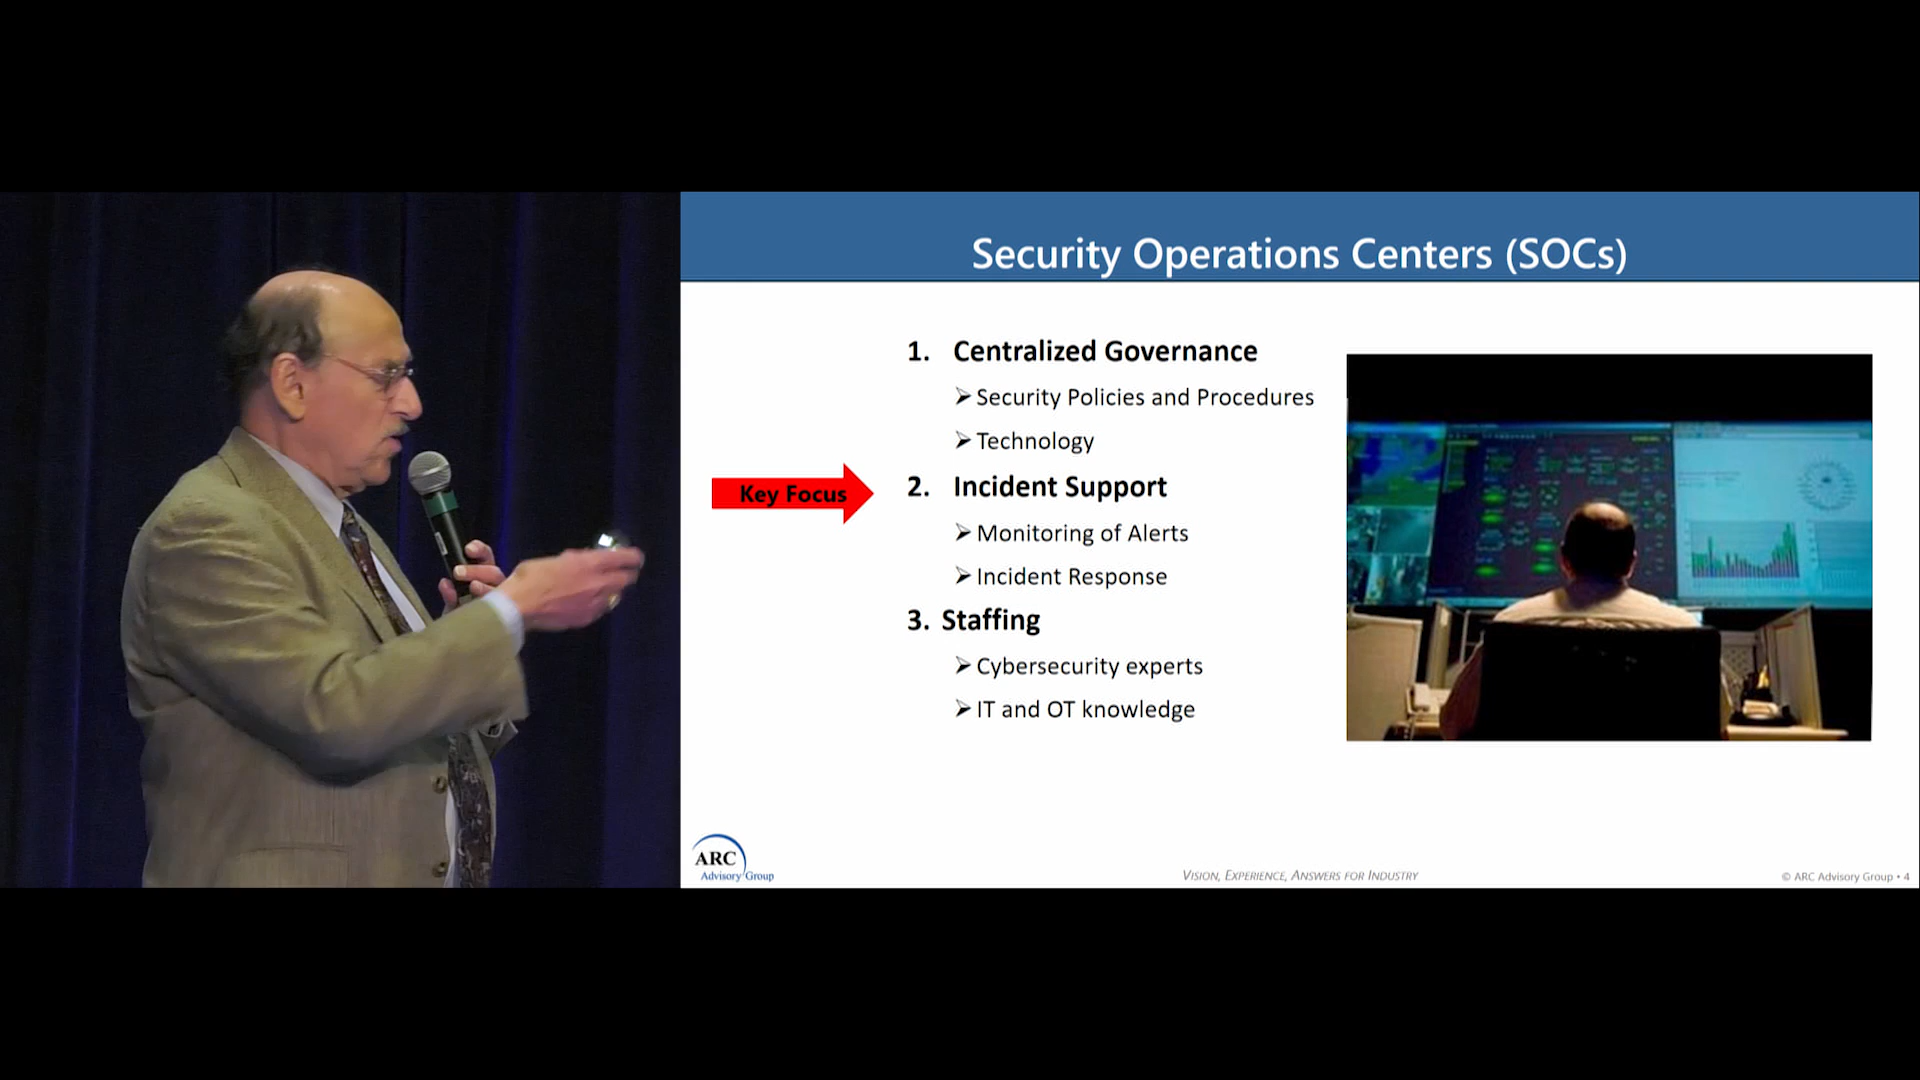 Security Operations Centers (SOCs)
1. Centralized Governance
➢ Security Policies and Procedures
➢ Technology
Key Focus
2. Incident Support
➢ Monitoring of Alerts
➢ Incident Response
3. Staffing
➢ Cybersecurity experts
➢ IT and OT knowledge
ARC
Advisory Group
VISION, EXPERIENCE, ANSWERS FOR INDUSTRY
© ARC Advisory Group • 4